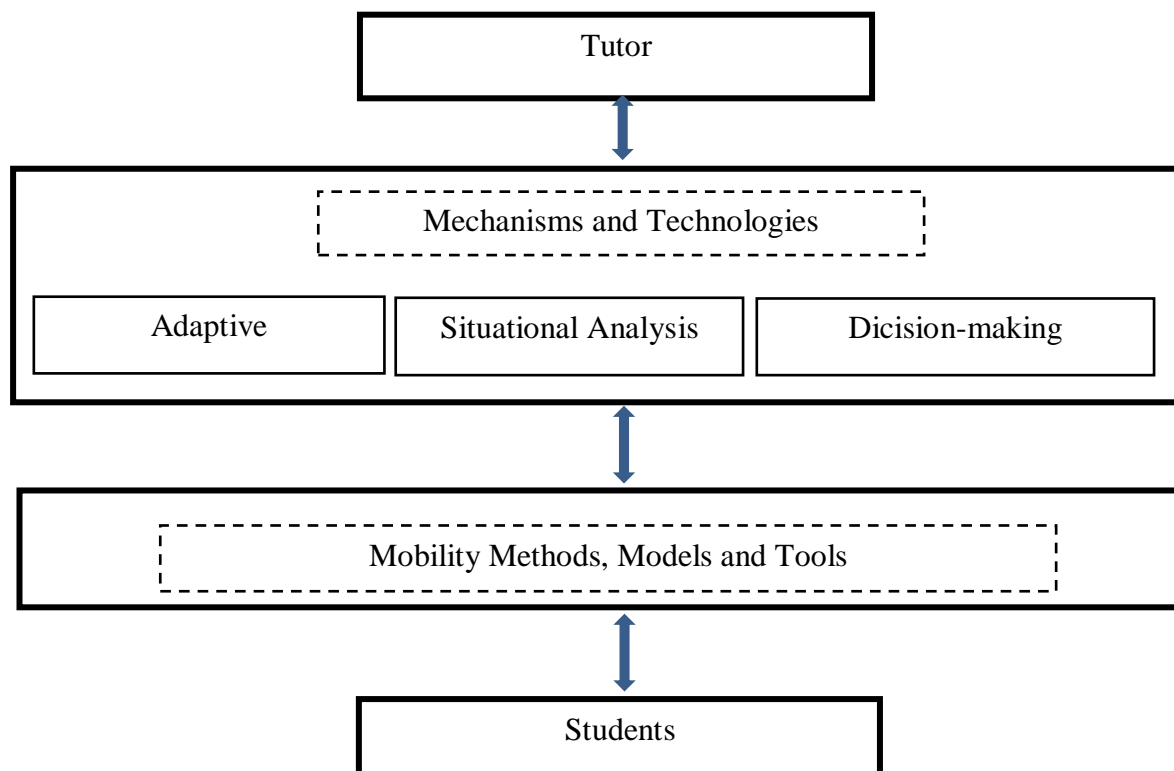 Tutor
Mechanisms and Technologies
Adaptive
Situational Analysis
Dicision-making
Mobility Methods, Models and Tools
Students